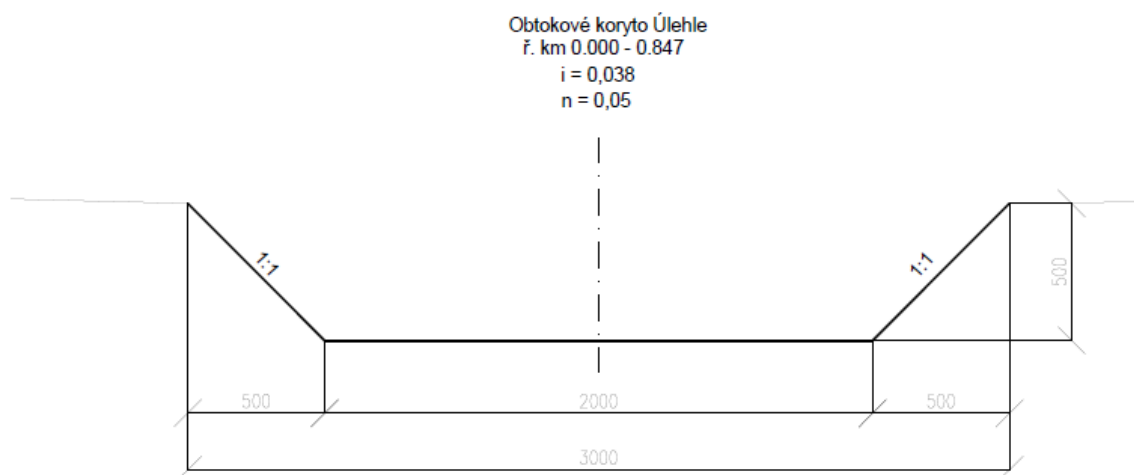 Obtokové koryto Úlehle
ř. km 0.000 - 0.847
i = 0,038
n = 0,05
1:1
1:1
500
500
2000
500
3000